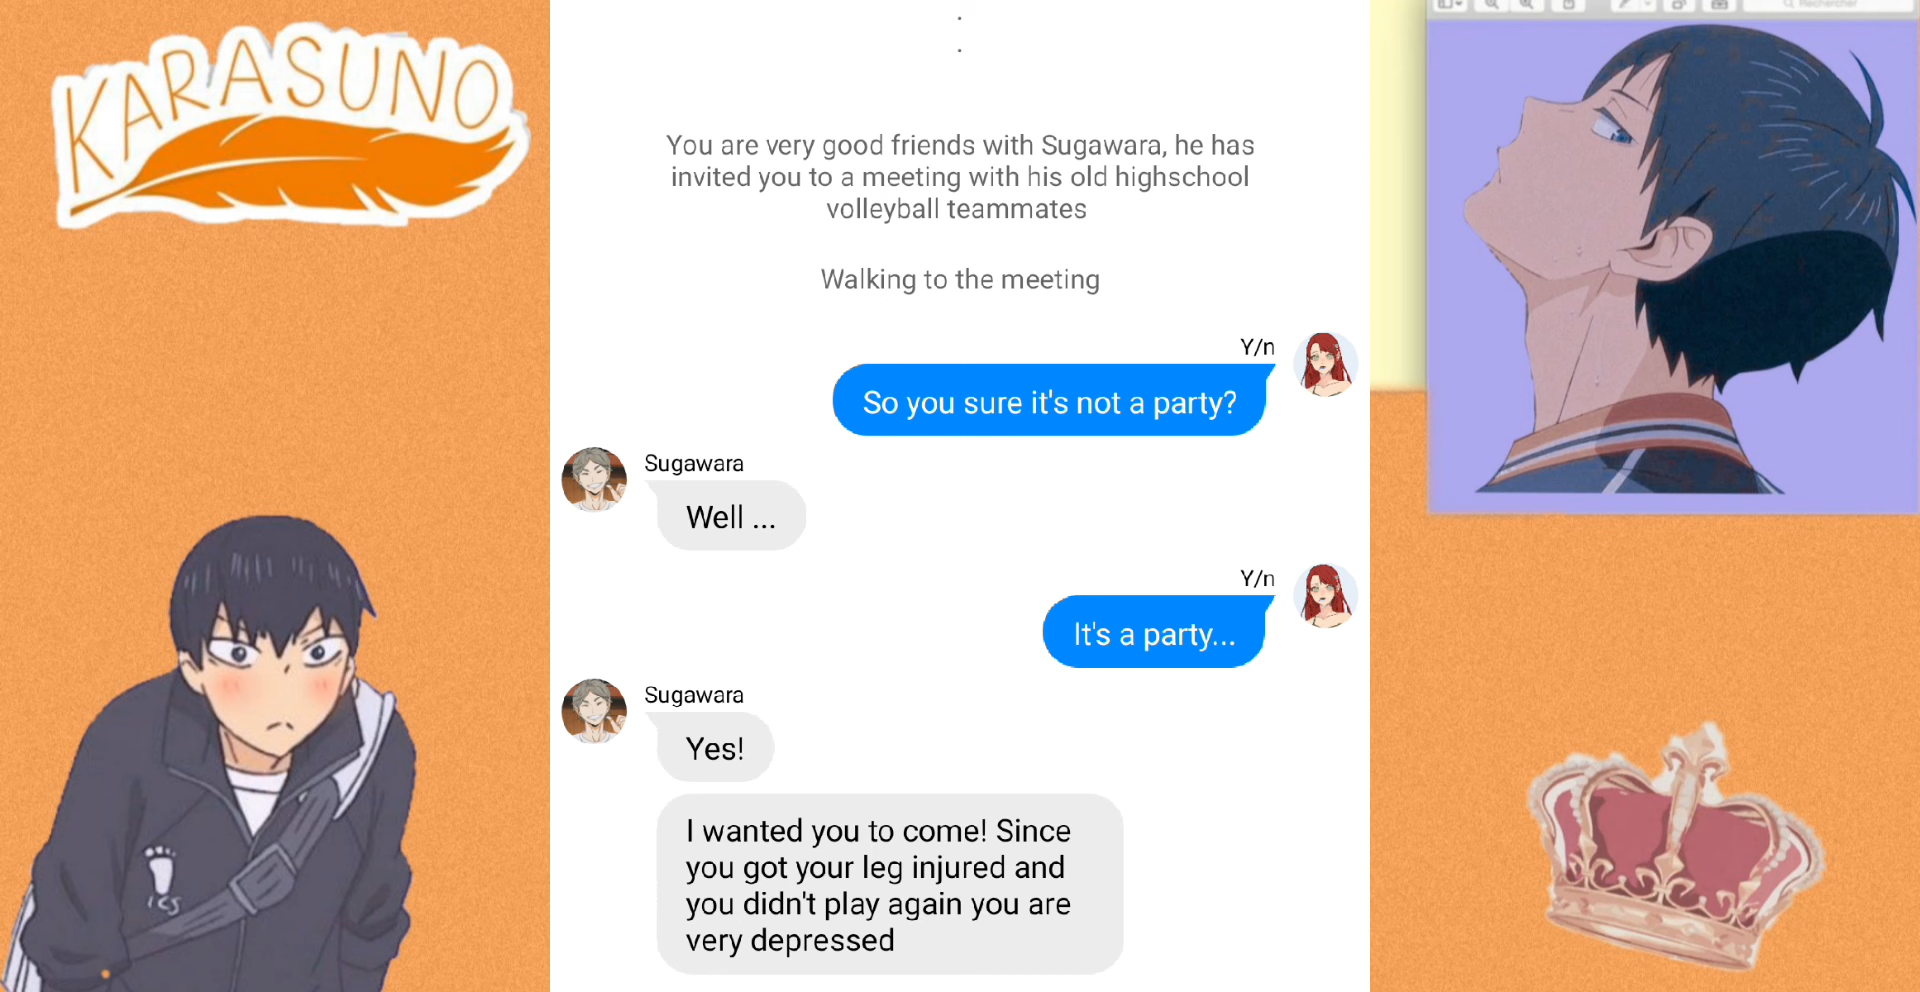 KARASUNO
Rechercher
You are very good friends with Sugawara, he has
invited you to a meeting with his old highschool
volleyball teammates
Walking to the meeting
Y/n
So you sure it's not a party?
Sugawara
Well ...
Y/n
It's a party...
Sugawara
Yes!
I wanted you to come! Since
you got your leg injured and
you didn't play again you are
very depressed